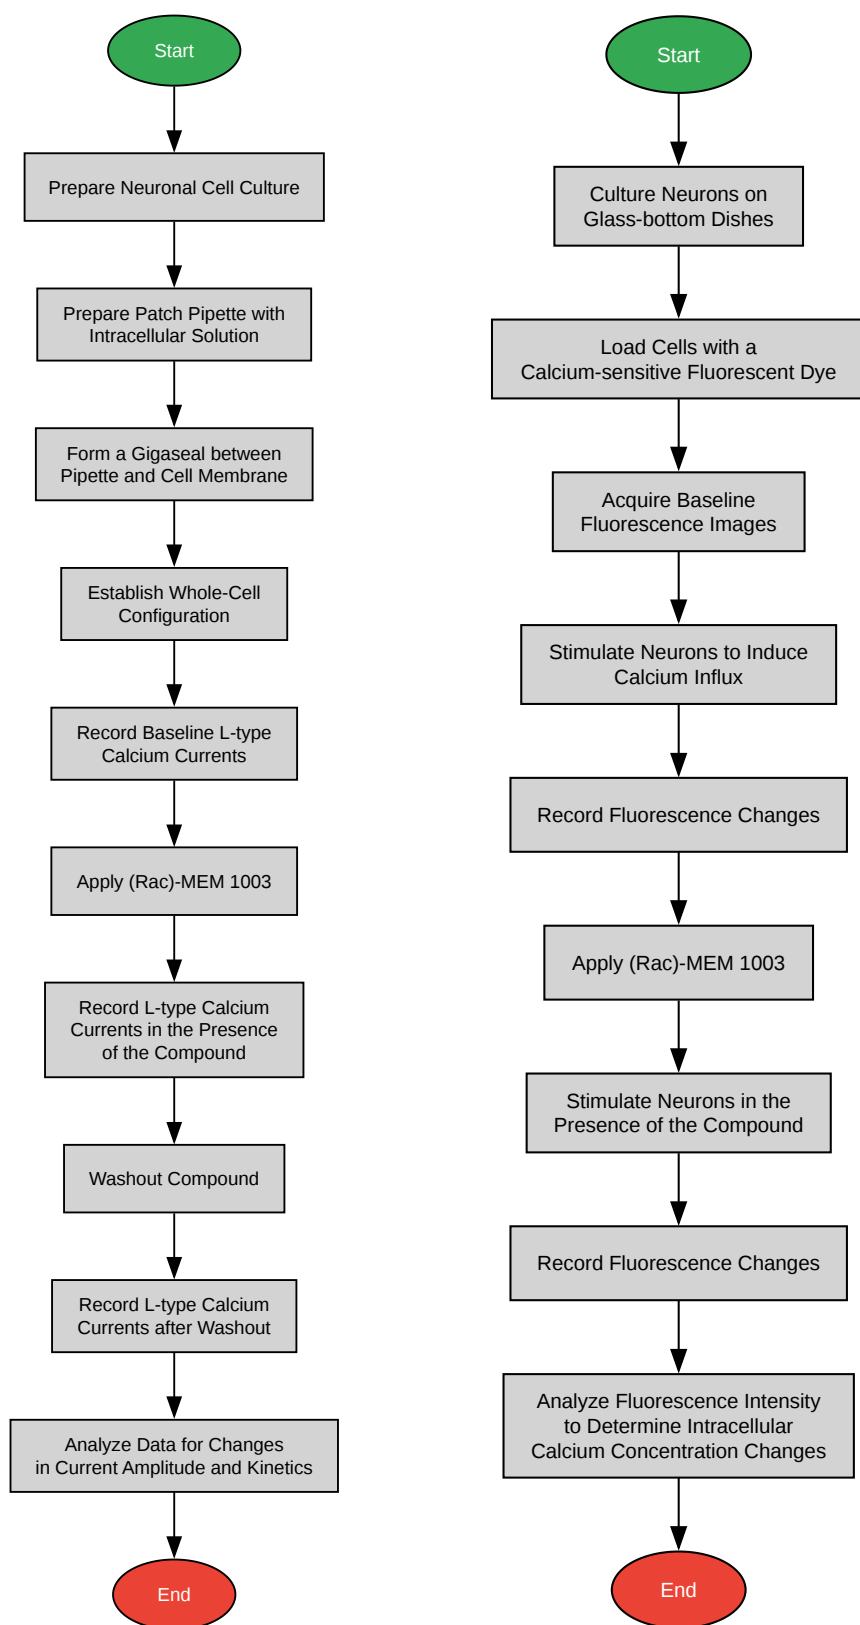 Start
Prepare Neuronal Cell Culture
Prepare Patch Pipette with
Intracellular Solution
Form a Gigaseal between
Pipette and Cell Membrane
Establish Whole-Cell
Configuration
Record Baseline L-type
Calcium Currents
Apply (Rac)-MEM 1003
Record L-type Calcium
Currents in the Presence
of the Compound
Washout Compound
Record L-type Calcium
Currents after Washout
Analyze Data for Changes
in Current Amplitude and Kinetics
End
Start
Culture Neurons on
Glass-bottom Dishes
Load Cells with a
Calcium-sensitive Fluorescent Dye
Acquire Baseline
Fluorescence Images
Stimulate Neurons to Induce
Calcium Influx
Record Fluorescence Changes
Apply (Rac)-MEM 1003
Stimulate Neurons in the
Presence of the Compound
Record Fluorescence Changes
Analyze Fluorescence Intensity
to Determine Intracellular
Calcium Concentration Changes
End